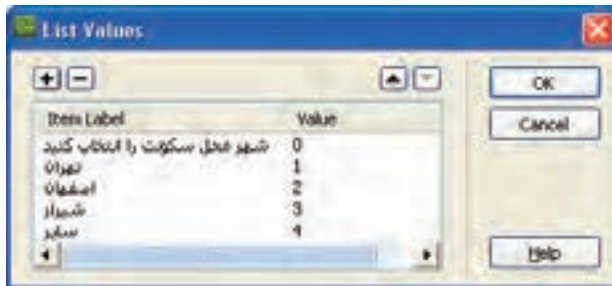 List Values
OK
Cancel
Help
Item Label Value
شهر محل سکونت را انتخاب کنید 0
تهران 1
اصفهان 2
شیراز 3
سایر 4